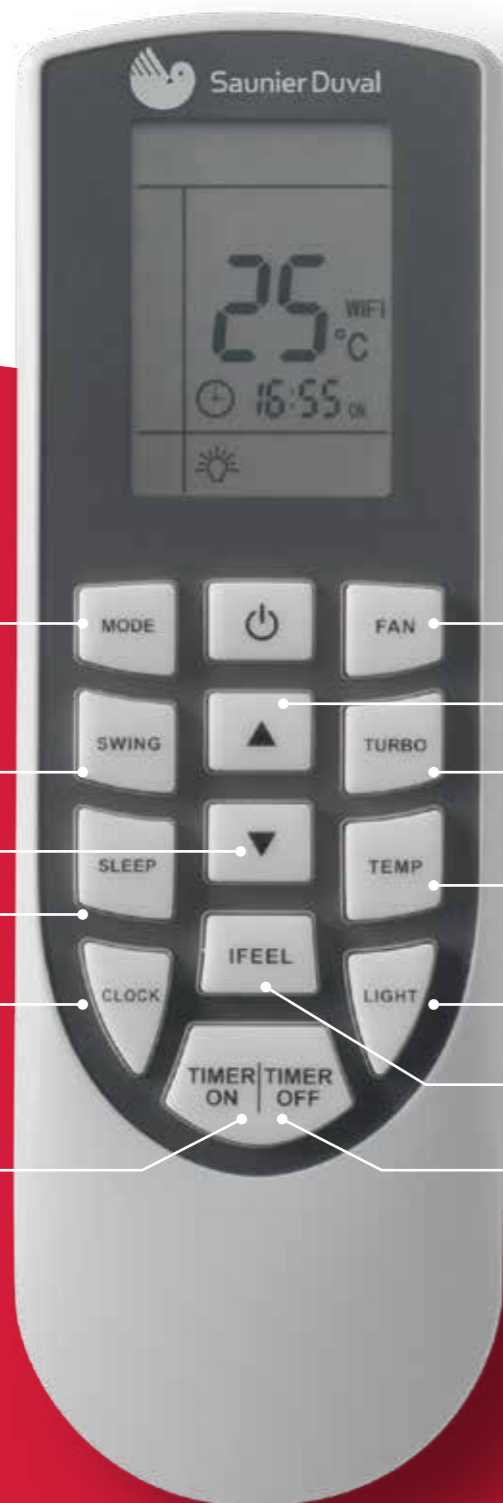 Saunier Duval
25 °C WIFI
16:55 ON
MODE
FAN
SWING
TURBO
SLEEP
TEMP
IFEEL
CLOCK
LIGHT
TIMER ON
TIMER OFF